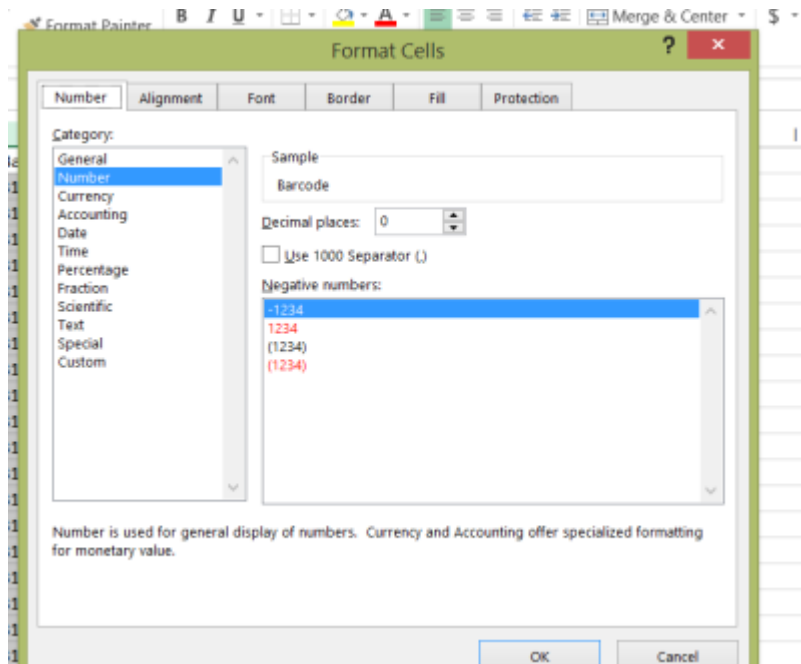 Format Painter
B I U Merge & Center $
Format Cells ? ×
Number Alignment Font Border Fill Protection
Category:
General
Number
Currency
Accounting
Date
Time
Percentage
Fraction
Scientific
Text
Special
Custom
Sample
Barcode
Decimal places: 0
Use 1000 Separator (,)
Negative numbers:
-1234
1234
(1234)
(1234)
Number is used for general display of numbers. Currency and Accounting offer specialized formatting
for monetary value.
OK Cancel